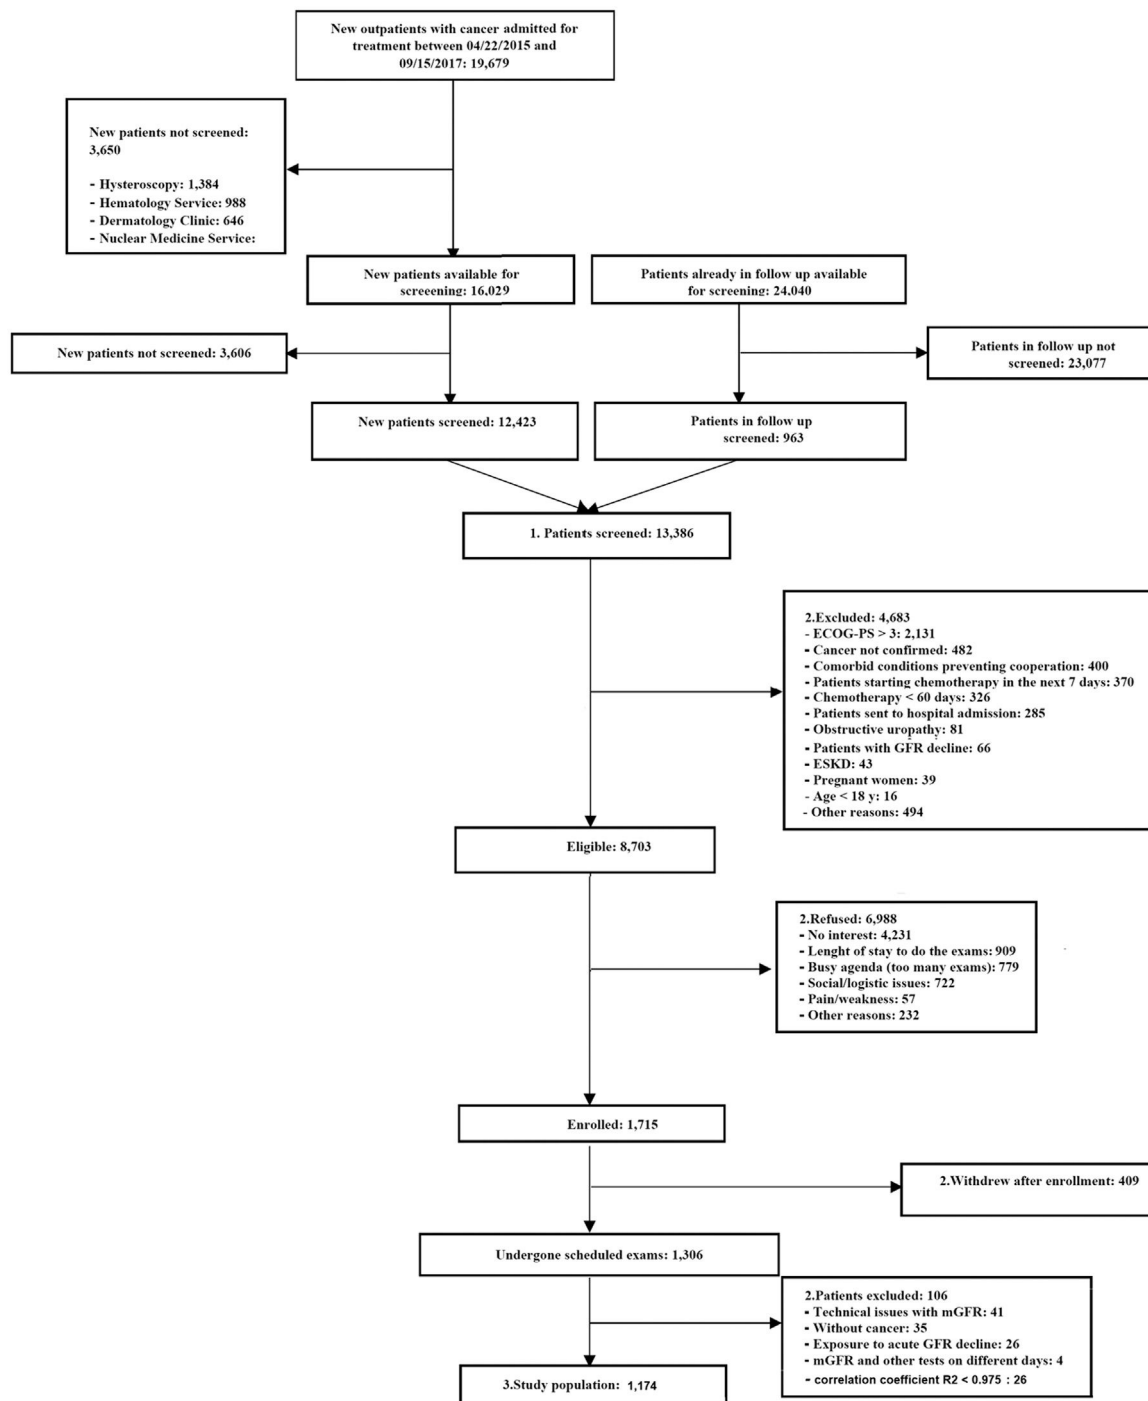 New outpatients with cancer admitted for
treatment between 04/22/2015 and
09/15/2017: 19,679
New patients not screened:
3,650
- Hysteroscopy: 1,384
- Hematology Service: 988
- Dermatology Clinic: 646
- Nuclear Medicine Service:
New patients available for
screeening: 16,029
Patients already in follow up available
for screening: 24,040
New patients not screened: 3,606
Patients in follow up not
screened: 23,077
New patients screened: 12,423
Patients in follow up
screened: 963
1. Patients screened: 13,386
2.Excluded: 4,683
- ECOG-PS > 3: 2,131
- Cancer not confirmed: 482
- Comorbid conditions preventing cooperation: 400
- Patients starting chemotherapy in the next 7 days: 370
- Chemotherapy < 60 days: 326
- Patients sent to hospital admission: 285
- Obstructive uropathy: 81
- Patients with GFR decline: 66
- ESKD: 43
- Pregnant women: 39
- Age < 18 y: 16
- Other reasons: 494
Eligible: 8,703
2.Refused: 6,988
- No interest: 4,231
- Lenght of stay to do the exams: 909
- Busy agenda (too many exams): 779
- Social/logistic issues: 722
- Pain/weakness: 57
- Other reasons: 232
Enrolled: 1,715
2.Withdrew after enrollment: 409
Undergone scheduled exams: 1,306
2.Patients excluded: 106
- Technical issues with mGFR: 41
- Without cancer: 35
- Exposure to acute GFR decline: 26
- mGFR and other tests on different days: 4
- correlation coefficient R2 < 0.975 : 26
3.Study population: 1,174